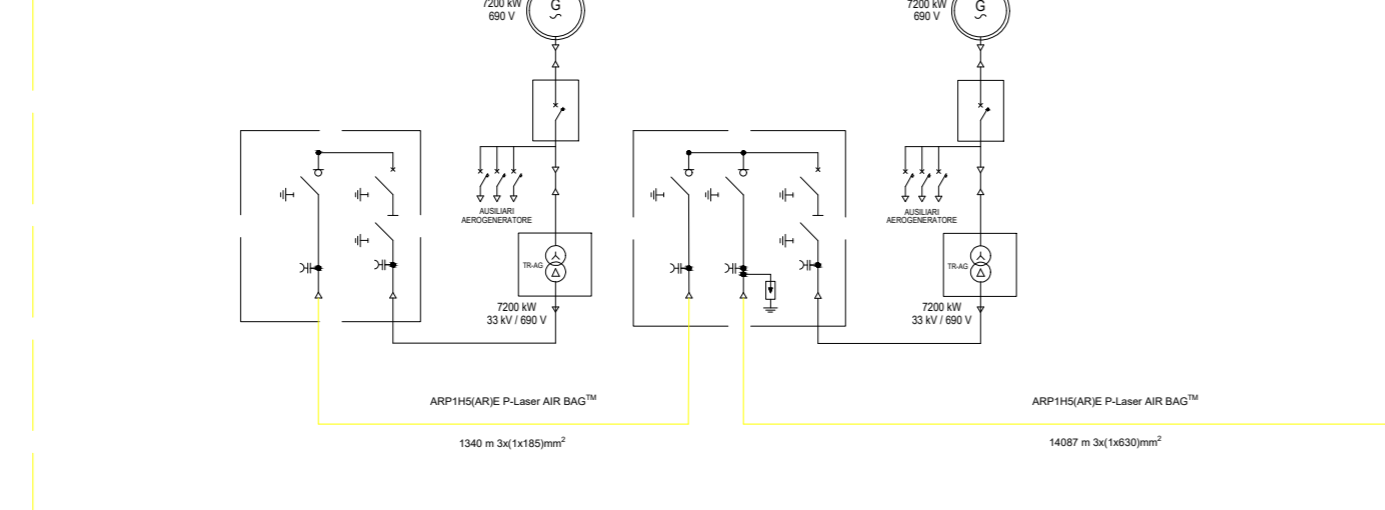 7200 kW
690 V
G
7200 kW
690 V
G
AUSILIARI
AEROGENERATORE
AUSILIARI
AEROGENERATORE
TR-AG
TR-AG
7200 kW
33 kV / 690 V
7200 kW
33 kV / 690 V
ARP1H5(AR)E P-Laser AIR BAG™
ARP1H5(AR)E P-Laser AIR BAG™
1340 m 3x(1x185)mm²
14087 m 3x(1x630)mm²